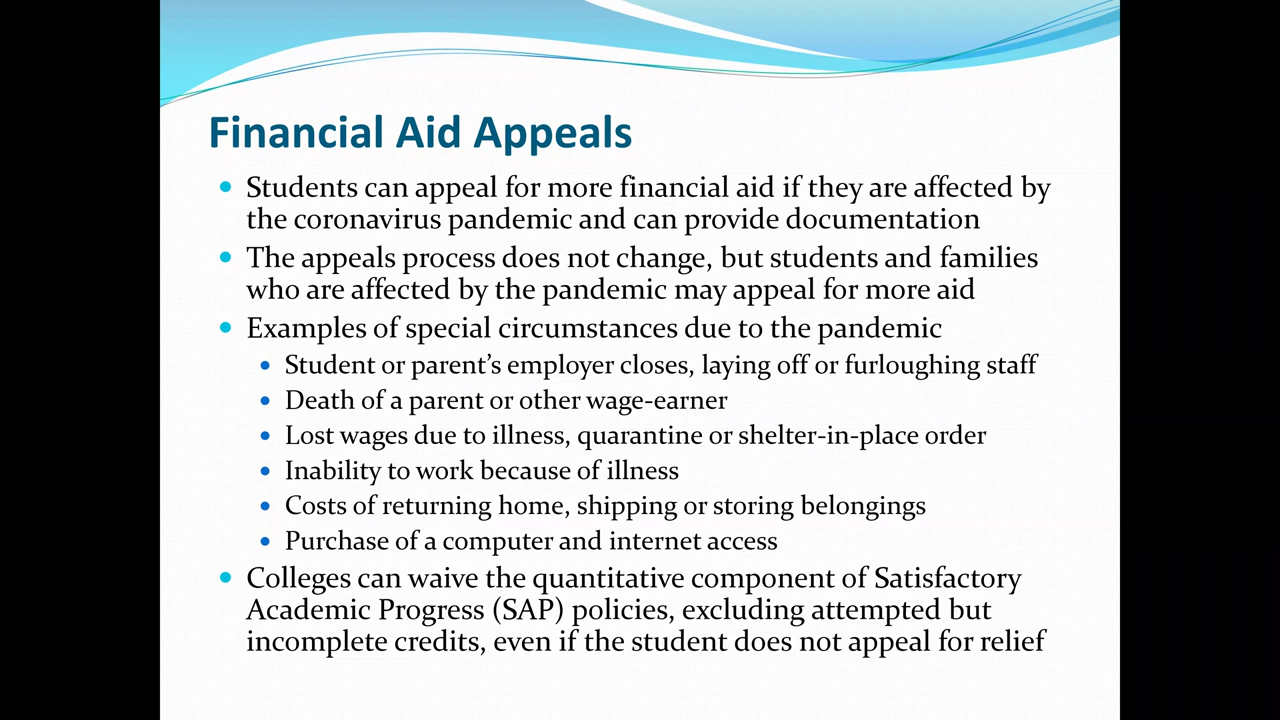 Financial Aid Appeals
• Students can appeal for more financial aid if they are affected by
the coronavirus pandemic and can provide documentation
• The appeals process does not change, but students and families
who are affected by the pandemic may appeal for more aid
• Examples of special circumstances due to the pandemic
• Student or parent’s employer closes, laying off or furloughing staff
• Death of a parent or other wage-earner
• Lost wages due to illness, quarantine or shelter-in-place order
• Inability to work because of illness
• Costs of returning home, shipping or storing belongings
• Purchase of a computer and internet access
• Colleges can waive the quantitative component of Satisfactory
Academic Progress (SAP) policies, excluding attempted but
incomplete credits, even if the student does not appeal for relief